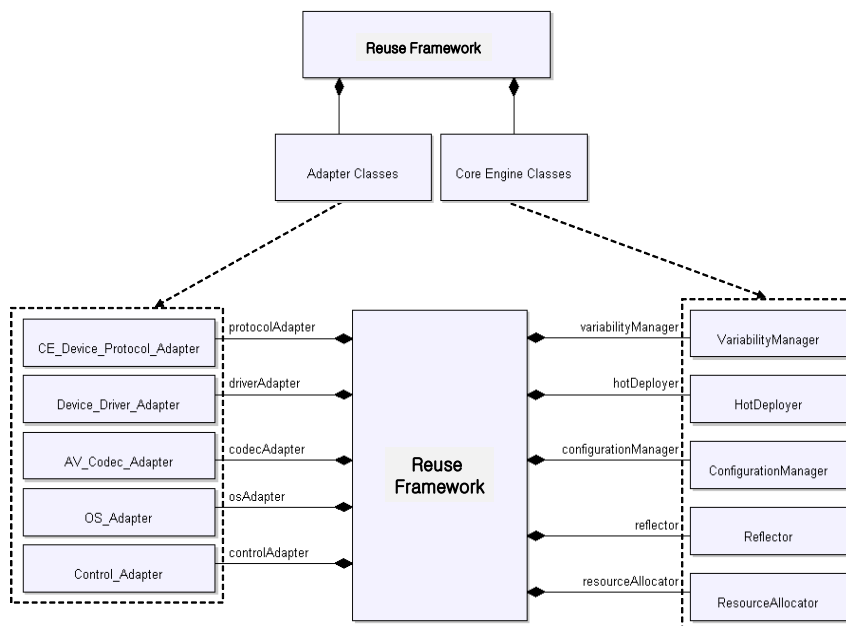 Reuse Framework
Adapter Classes
Core Engine Classes
protocolAdapter
CE_Device_Protocol_Adapter
driverAdapter
Device_Driver_Adapter
codecAdapter
AV_Codec_Adapter
osAdapter
OS_Adapter
controlAdapter
Control_Adapter
Reuse
Framework
variabilityManager
VariabilityManager
hotDeployer
HotDeployer
configurationManager
ConfigurationManager
reflector
Reflector
resourceAllocator
ResourceAllocator